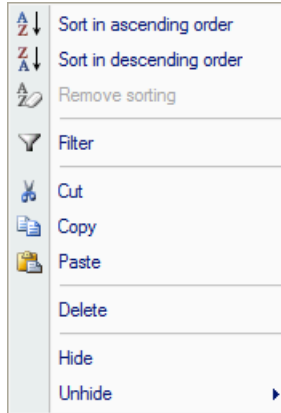 Sort in ascending order
Sort in descending order
Remove sorting
Filter
Cut
Copy
Paste
Delete
Hide
Unhide